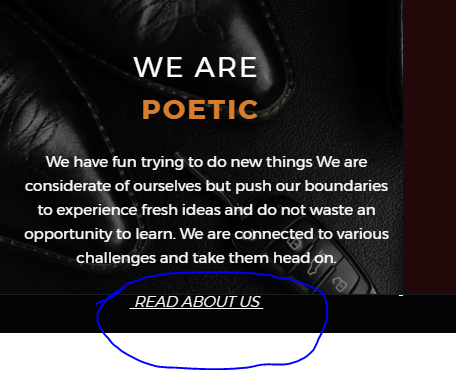 WE ARE
POETIC
We have fun trying to do new things We are
considerate of ourselves but push our boundaries
to experience fresh ideas and do not waste an
opportunity to learn. We are connected to various
challenges and take them head on.
READ ABOUT US